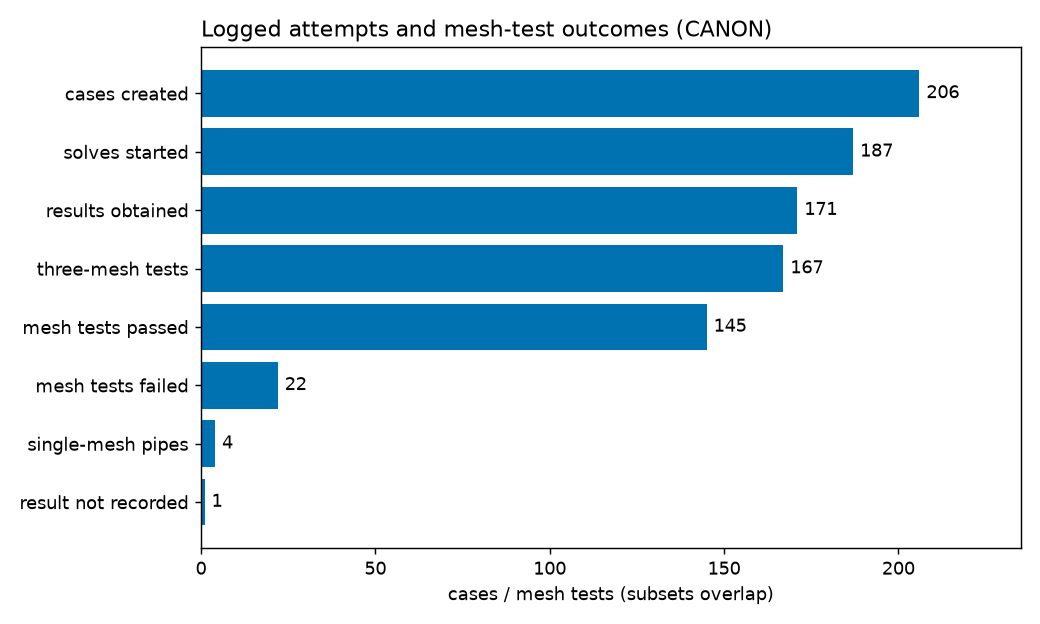 Logged attempts and mesh-test outcomes (CANON)
cases created 206
solves started 187
results obtained 171
three-mesh tests 167
mesh tests passed 145
mesh tests failed 22
single-mesh pipes 4
result not recorded 1
0 50 100 150 200
cases / mesh tests (subsets overlap)